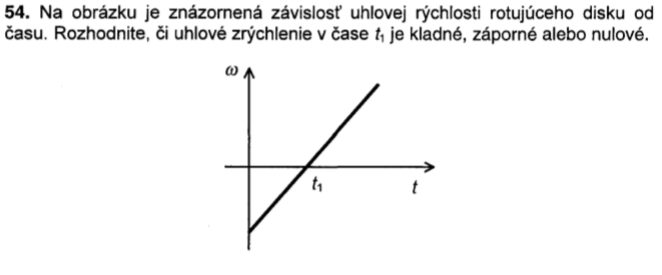 54. Na obrázku je znázornená závislosť uhlovej rýchlosti rotujúceho disku od
času. Rozhodnite, či uhlové zrýchlenie v čase t₁ je kladné, záporné alebo nulové.
ω
t₁
t